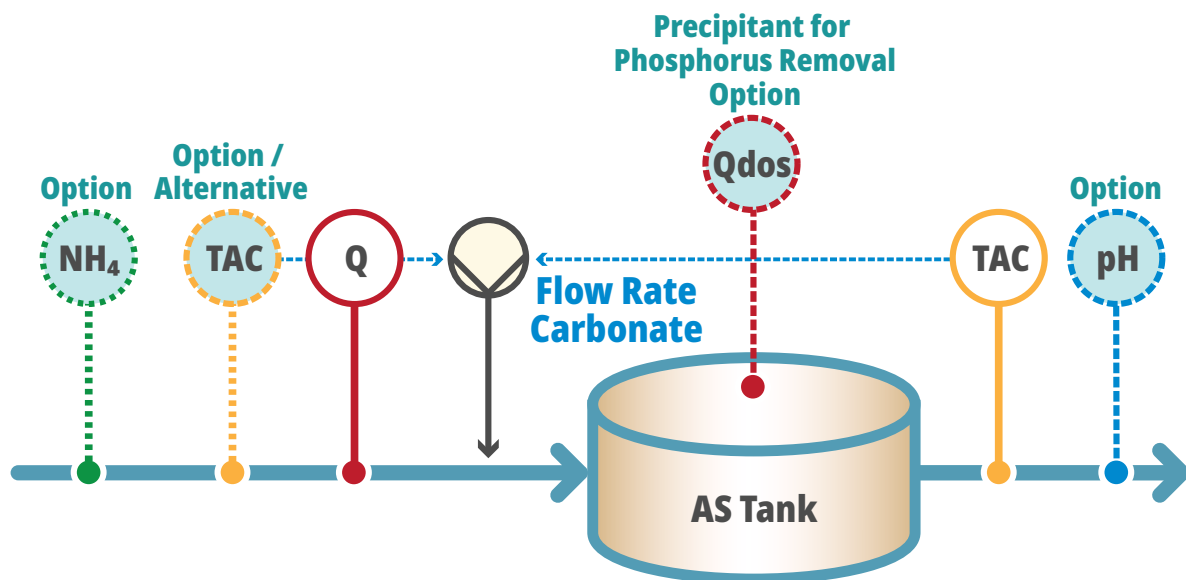 Precipitant for
Phosphorus Removal
Option
Qdos
Option /
Alternative
Option
Option
NH₄
TAC
Q
TAC
pH
Flow Rate
Carbonate
AS Tank